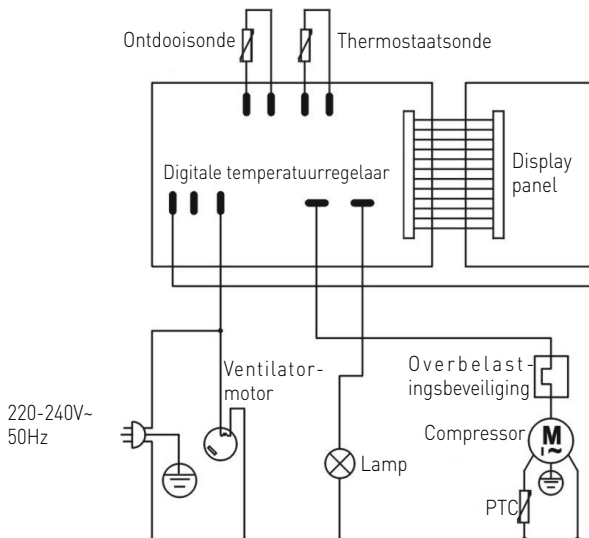 Ontdooisonde
Thermostaatsonde
Digitale temperatuurregelaar
Display
panel
Ventilator-
motor
Overbelast-
ingsbeveiliging
220-240V~
50Hz
Compressor
M
I ~
Lamp
PTC